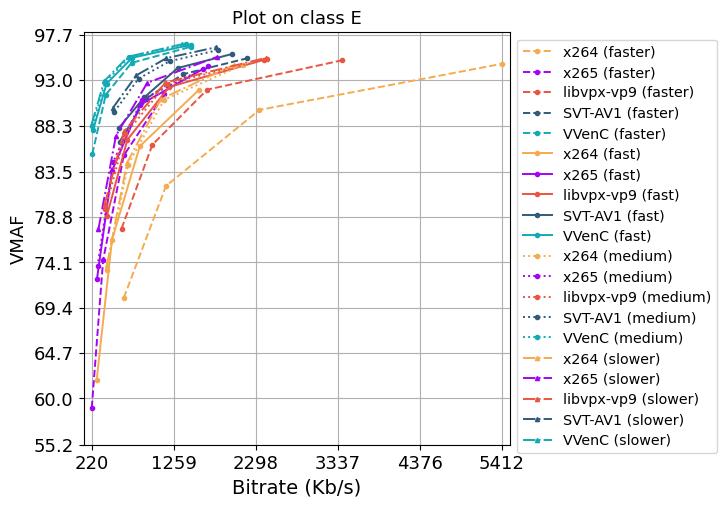 Plot on class E
97.7
93.0
88.3
83.5
78.8
74.1
69.4
64.7
60.0
55.2
VMAF
220 1259 2298 3337 4376 5412
Bitrate (Kb/s)
x264 (faster)
x265 (faster)
libvpx-vp9 (faster)
SVT-AV1 (faster)
VVenC (faster)
x264 (fast)
x265 (fast)
libvpx-vp9 (fast)
SVT-AV1 (fast)
VVenC (fast)
x264 (medium)
x265 (medium)
libvpx-vp9 (medium)
SVT-AV1 (medium)
VVenC (medium)
x264 (slower)
x265 (slower)
libvpx-vp9 (slower)
SVT-AV1 (slower)
VVenC (slower)